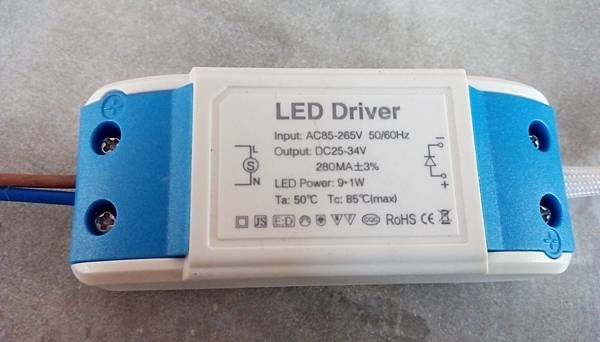 LED Driver
Input: AC85-265V 50/60Hz
Output: DC25-34V
280MA±3%
LED Power: 9*1W
Ta: 50℃ Tc: 85℃(max)
L
S
N
−
+
JS E:D RoHS CE